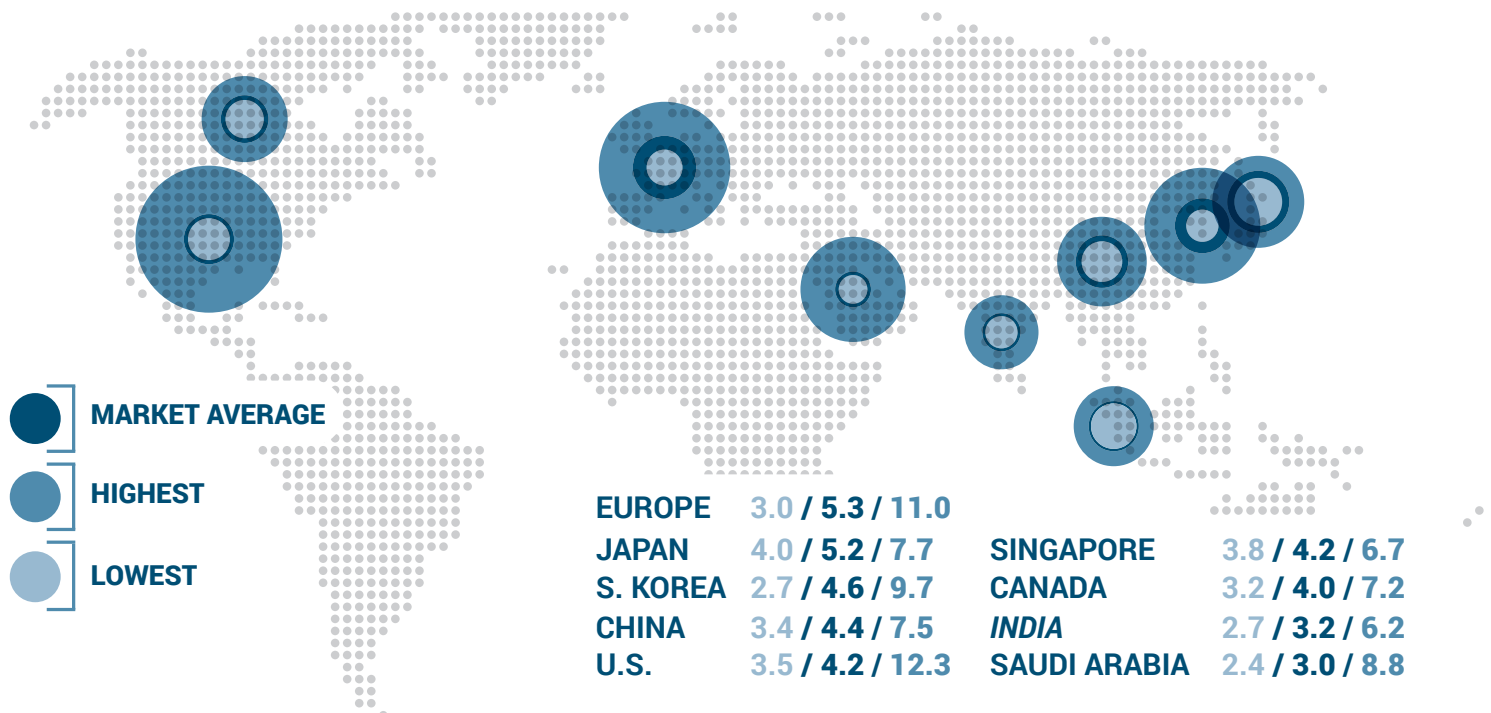 MARKET AVERAGE
HIGHEST
LOWEST
EUROPE 3.0 / 5.3 / 11.0
JAPAN 4.0 / 5.2 / 7.7
S. KOREA 2.7 / 4.6 / 9.7
CHINA 3.4 / 4.4 / 7.5
U.S. 3.5 / 4.2 / 12.3
SINGAPORE 3.8 / 4.2 / 6.7
CANADA 3.2 / 4.0 / 7.2
INDIA 2.7 / 3.2 / 6.2
SAUDI ARABIA 2.4 / 3.0 / 8.8